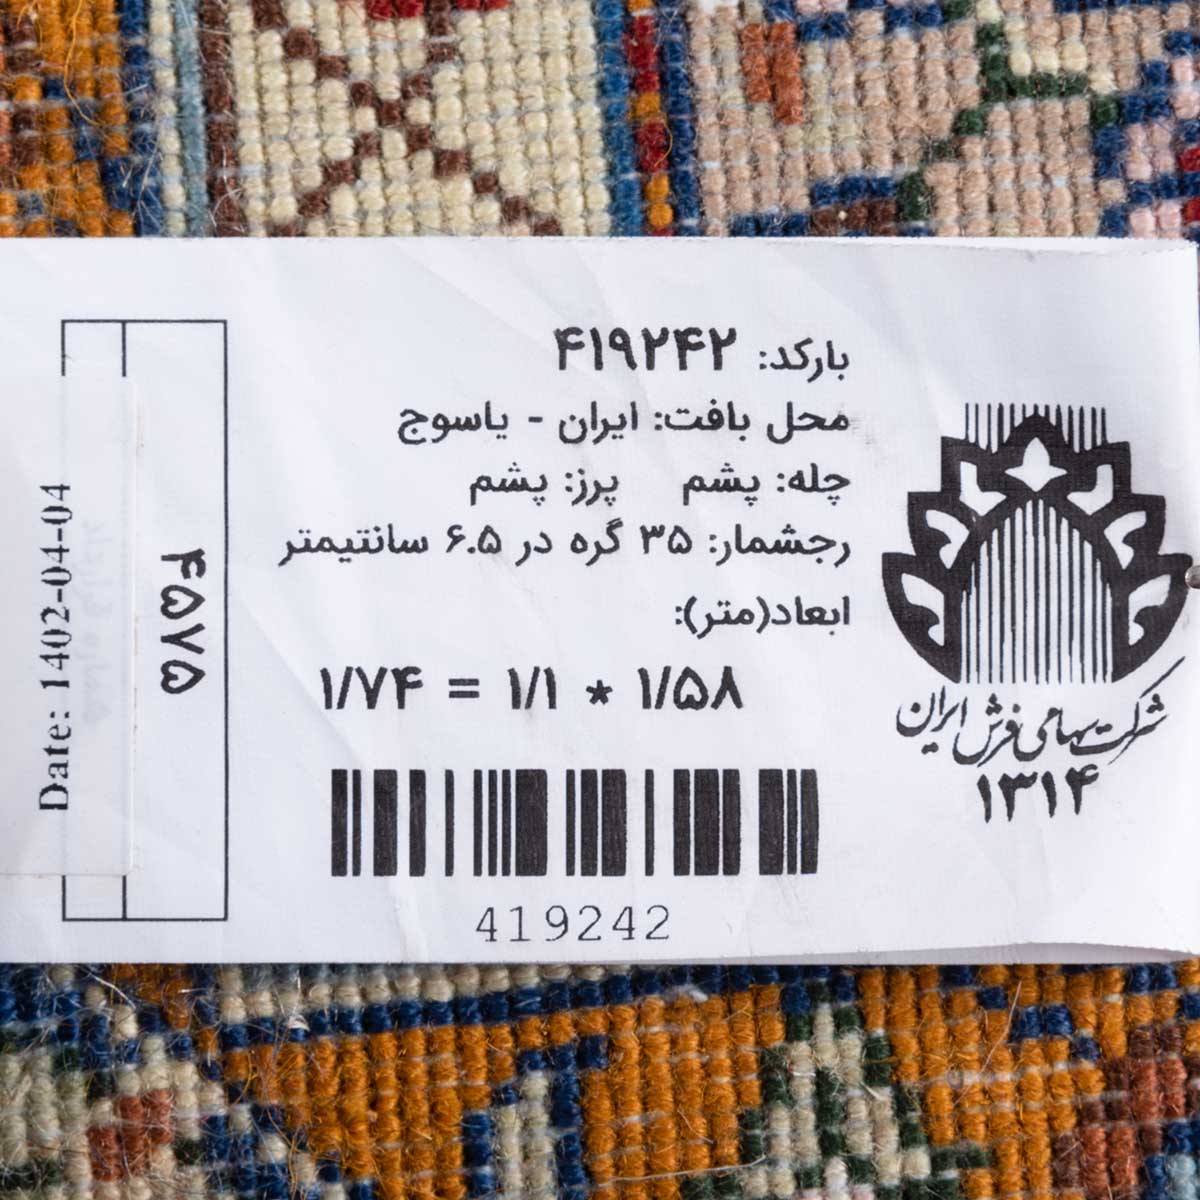 بارکد: ۴۱۹۲۴۲
محل بافت: ایران - یاسوج
چله: پشم پرز: پشم
رجشمار: ۳۵ گره در ۶.۵ سانتیمتر
ابعاد(متر):
۱/۵۸ * ۱/۱ = ۱/۷۴
419242
شرکت سهامی فرش ایران
۱۳۱۴
۴۵۷۵
Date: 1402-04-04